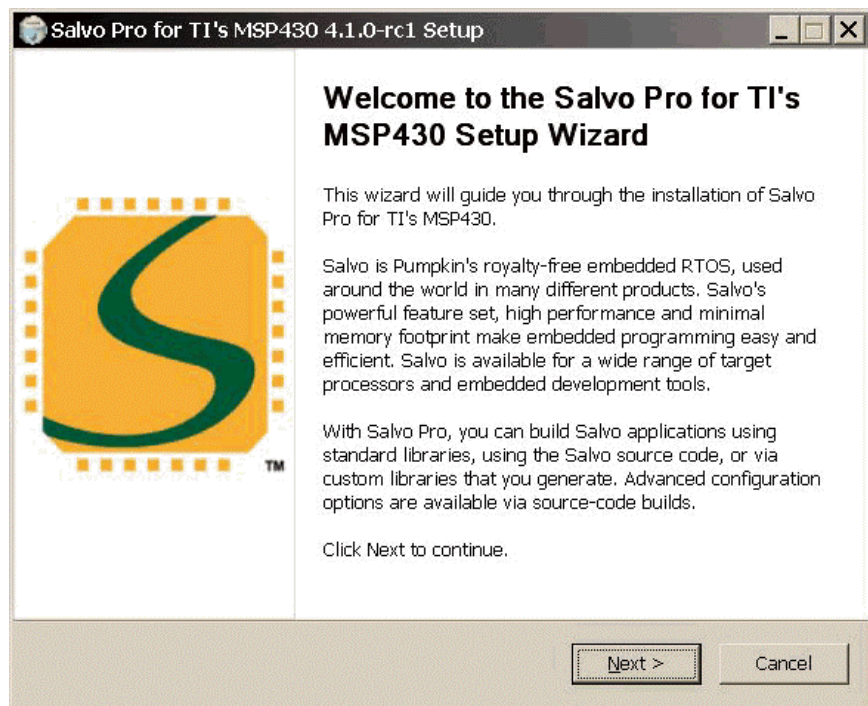 Salvo Pro for TI's MSP430 4.1.0-rc1 Setup
Welcome to the Salvo Pro for TI's
MSP430 Setup Wizard
This wizard will guide you through the installation of Salvo
Pro for TI's MSP430.
Salvo is Pumpkin's royalty-free embedded RTOS, used
around the world in many different products. Salvo's
powerful feature set, high performance and minimal
memory footprint make embedded programming easy and
efficient. Salvo is available for a wide range of target
processors and embedded development tools.
With Salvo Pro, you can build Salvo applications using
standard libraries, using the Salvo source code, or via
custom libraries that you generate. Advanced configuration
options are available via source-code builds.
Click Next to continue.
TM
Next >
Cancel